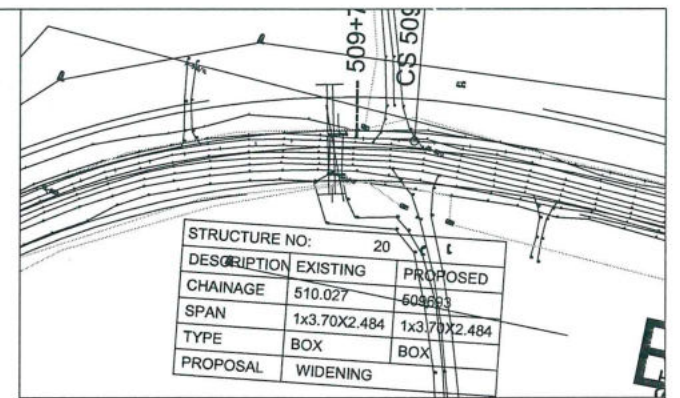 509+7
CS 509
STRUCTURE NO: 20
DESCRIPTION EXISTING PROPOSED
CHAINAGE 510.027 509693
SPAN 1x3.70X2.484 1x3.70X2.484
TYPE BOX BOX
PROPOSAL WIDENING